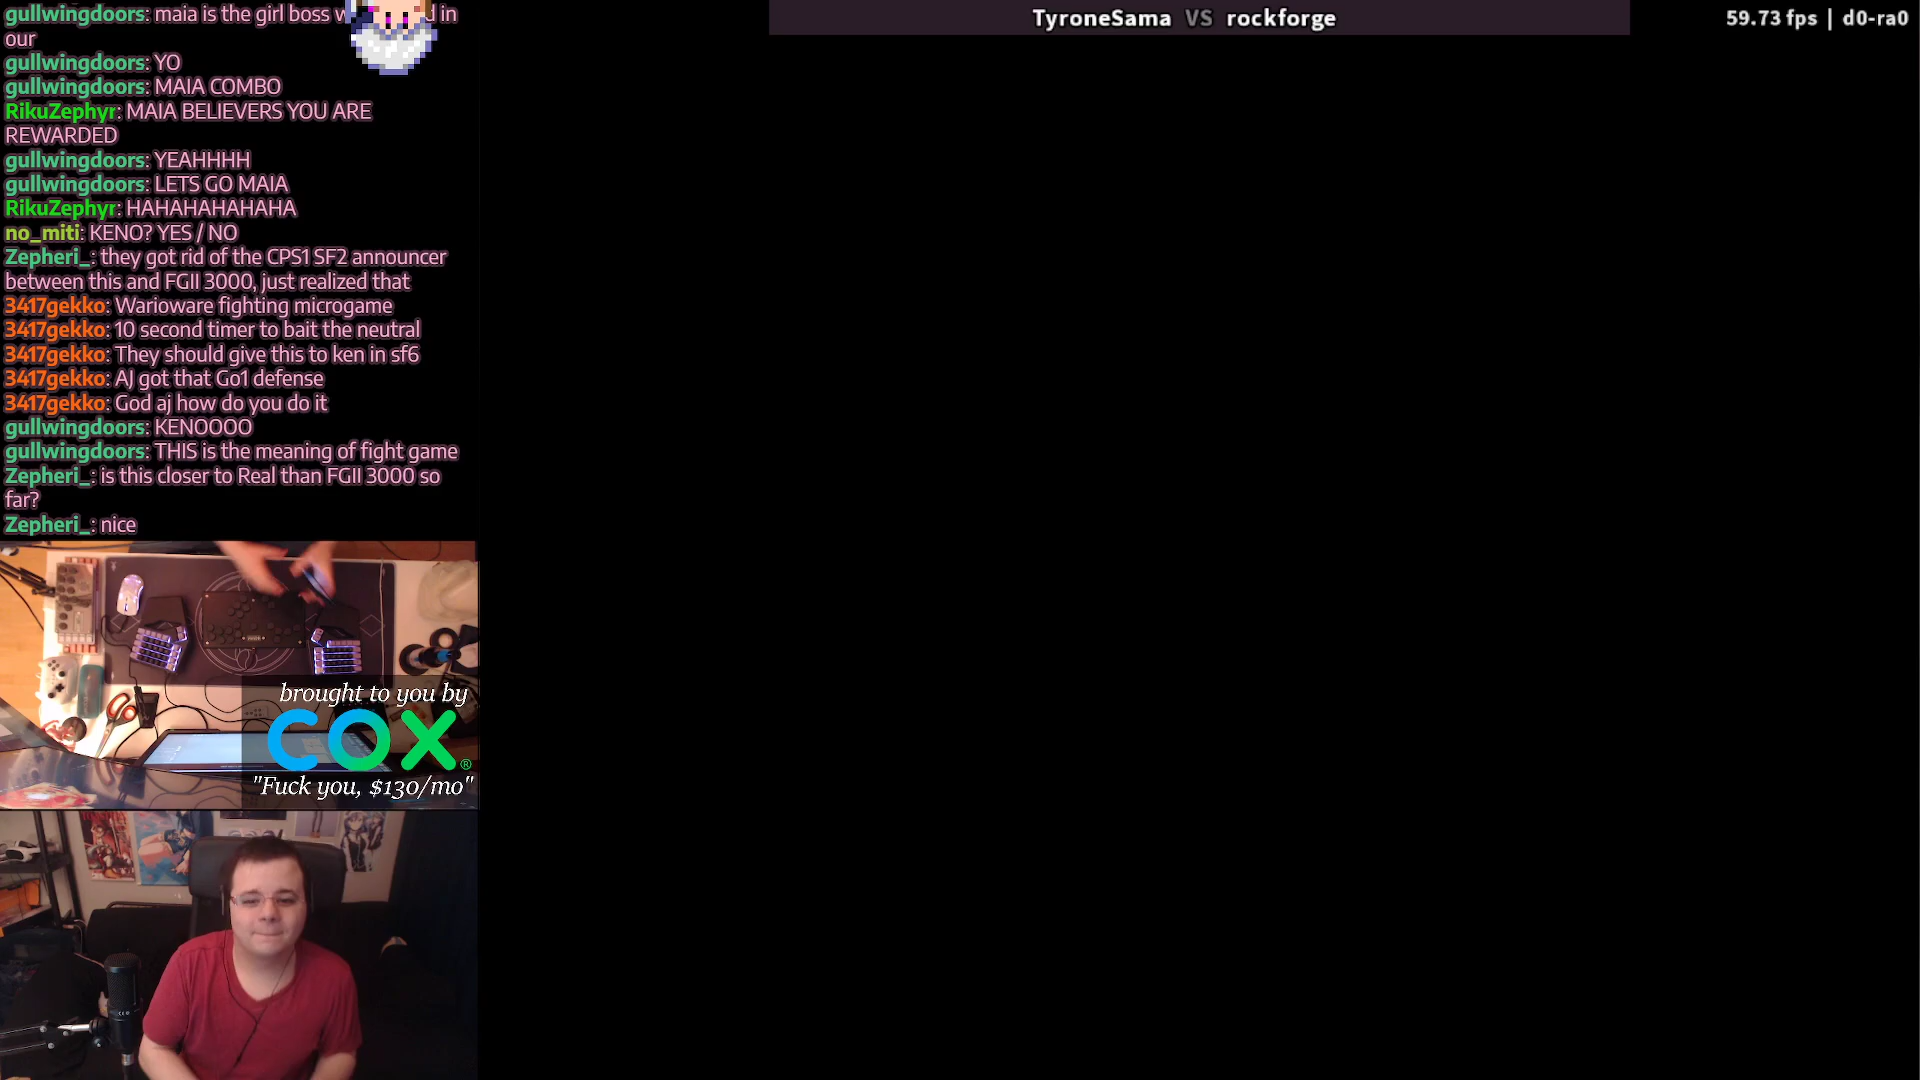 gullwingdoors: maia is the girl boss w d in
our
gullwingdoors: YO
gullwingdoors: MAIA COMBO
RikuZephyr: MAIA BELIEVERS YOU ARE
REWARDED
gullwingdoors: YEAHHHH
gullwingdoors: LETS GO MAIA
RikuZephyr: HAHAHAHAHAHA
no_miti: KENO? YES / NO
Zepheri_: they got rid of the CPS1 SF2 announcer
between this and FGII 3000, just realized that
3417gekko: Warioware fighting microgame
3417gekko: 10 second timer to bait the neutral
3417gekko: They should give this to ken in sf6
3417gekko: AJ got that Go1 defense
3417gekko: God aj how do you do it
gullwingdoors: KENOOOO
gullwingdoors: THIS is the meaning of fight game
Zepheri_: is this closer to Real than FGII 3000 so
far?
Zepheri_: nice
brought to you by
COX®
"Fuck you, $130/mo"
TyroneSama VS rockforge
59.73 fps | d0-ra0